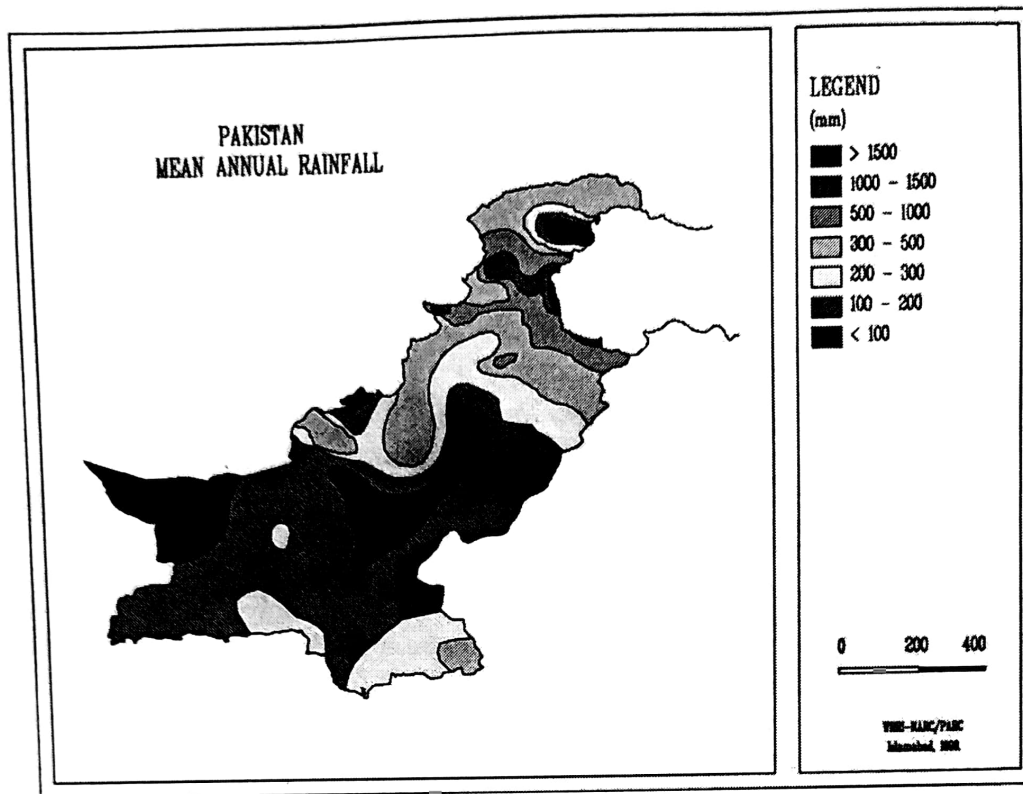 PAKISTAN
MEAN ANNUAL RAINFALL
LEGEND
(mm)
> 1500
1000 - 1500
500 - 1000
300 - 500
200 - 300
100 - 200
< 100
0 200 400
Islamabad,